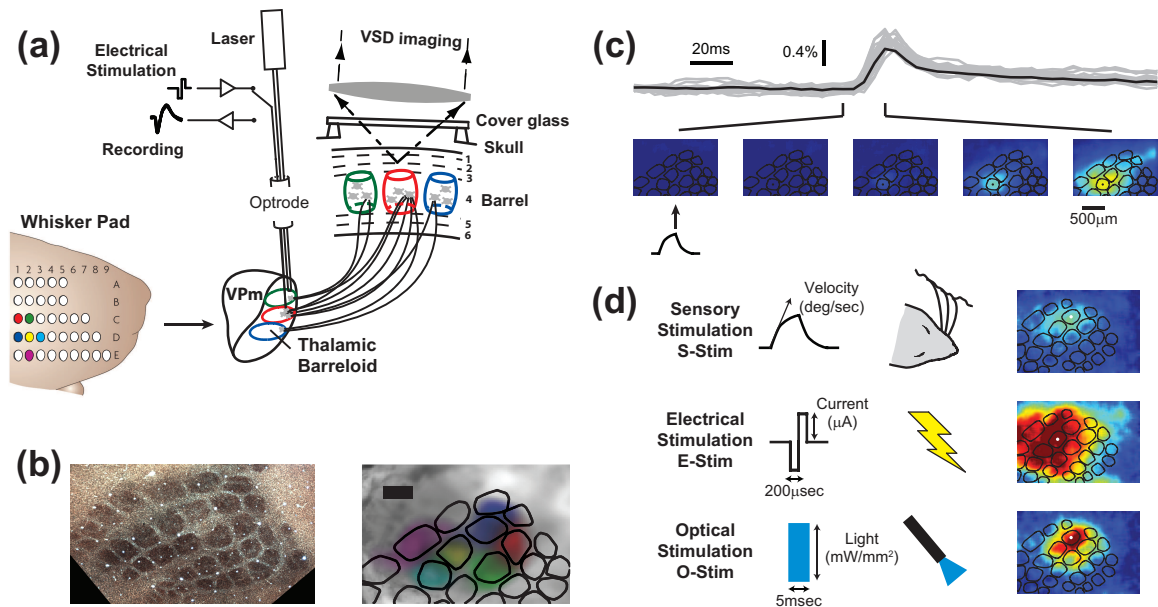 (a)
Laser
VSD imaging
Electrical
Stimulation
Recording
Cover glass
Skull
1
2
3
4
5
6
Barrel
Optrode
Whisker Pad
1 2 3 4 5 6 7 8 9
A
B
C
D
E
VPm
Thalamic
Barreloid
(b)
(c)
20ms
0.4%
500μm
(d)
Sensory
Stimulation
S-Stim
Velocity
(deg/sec)
Electrical
Stimulation
E-Stim
Current
(μA)
200μsec
Optical
Stimulation
O-Stim
Light
(mW/mm²)
5msec